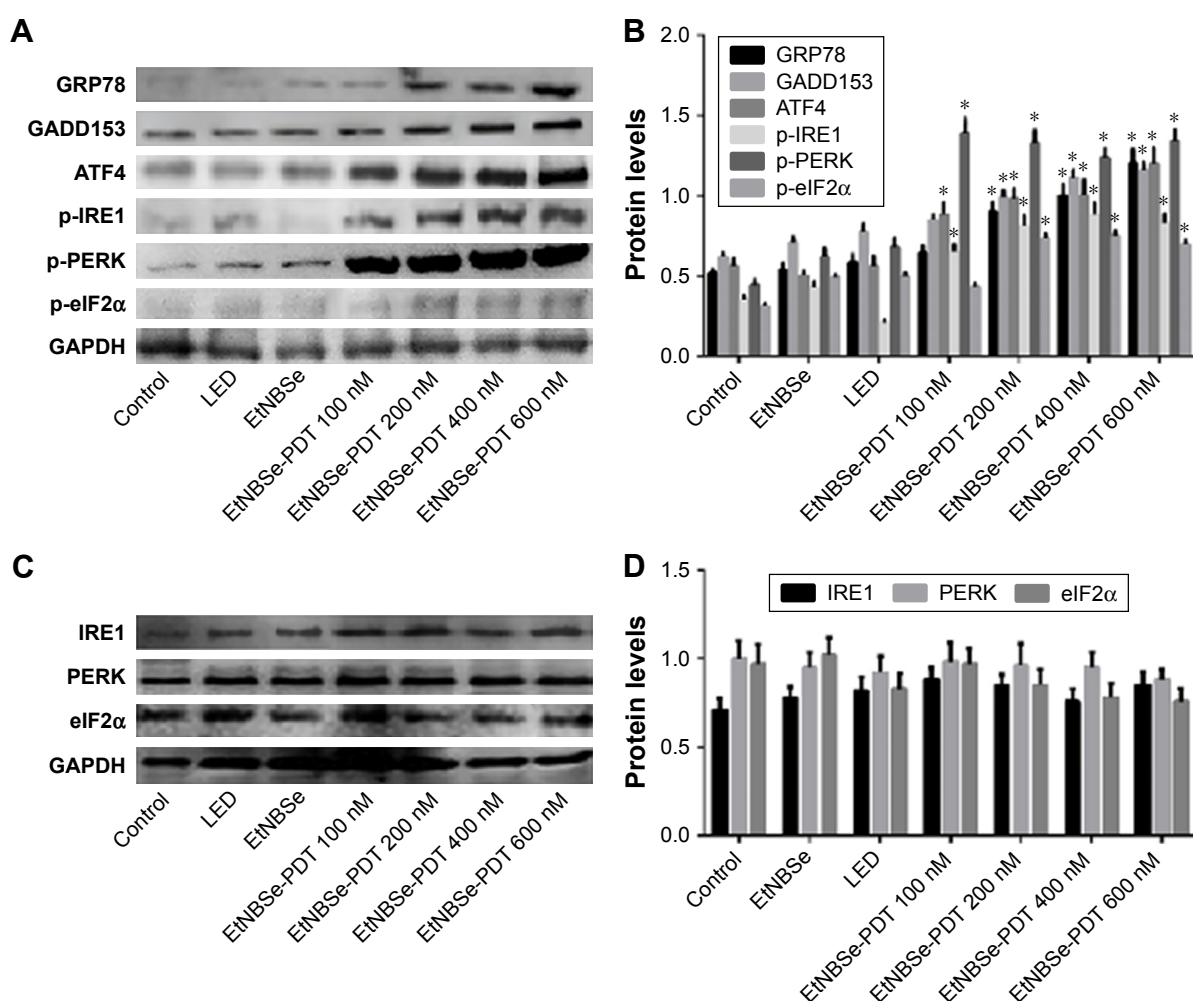 A
GRP78
GADD153
ATF4
p-IRE1
p-PERK
p-eIF2α
GAPDH
Control
LED
EtNBSe
EtNBSe-PDT 100 nM
EtNBSe-PDT 200 nM
EtNBSe-PDT 400 nM
EtNBSe-PDT 600 nM
B
Protein levels
2.0
1.5
1.0
0.5
0.0
GRP78
GADD153
ATF4
p-IRE1
p-PERK
p-eIF2α
* * * * * * * * * * * * * * * * * * * * *
Control
EtNBSe
LED
EtNBSe-PDT 100 nM
EtNBSe-PDT 200 nM
EtNBSe-PDT 400 nM
EtNBSe-PDT 600 nM
C
IRE1
PERK
eIF2α
GAPDH
Control
LED
EtNBSe
EtNBSe-PDT 100 nM
EtNBSe-PDT 200 nM
EtNBSe-PDT 400 nM
EtNBSe-PDT 600 nM
D
Protein levels
1.5
1.0
0.5
0.0
IRE1 PERK eIF2α
Control
EtNBSe
LED
EtNBSe-PDT 100 nM
EtNBSe-PDT 200 nM
EtNBSe-PDT 400 nM
EtNBSe-PDT 600 nM